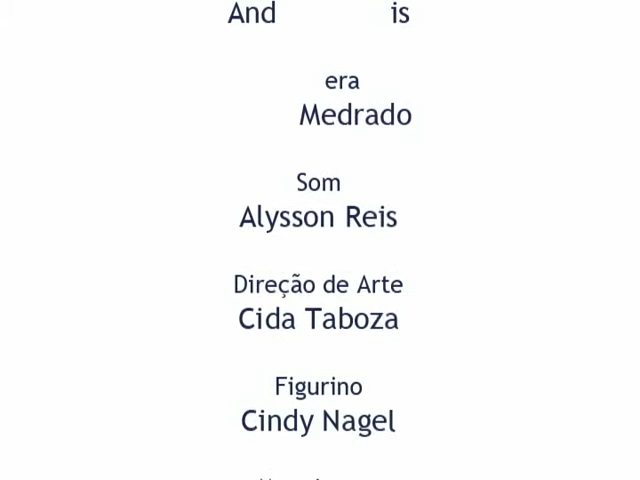 And is
era
Medrado
Som
Alysson Reis
Direção de Arte
Cida Taboza
Figurino
Cindy Nagel